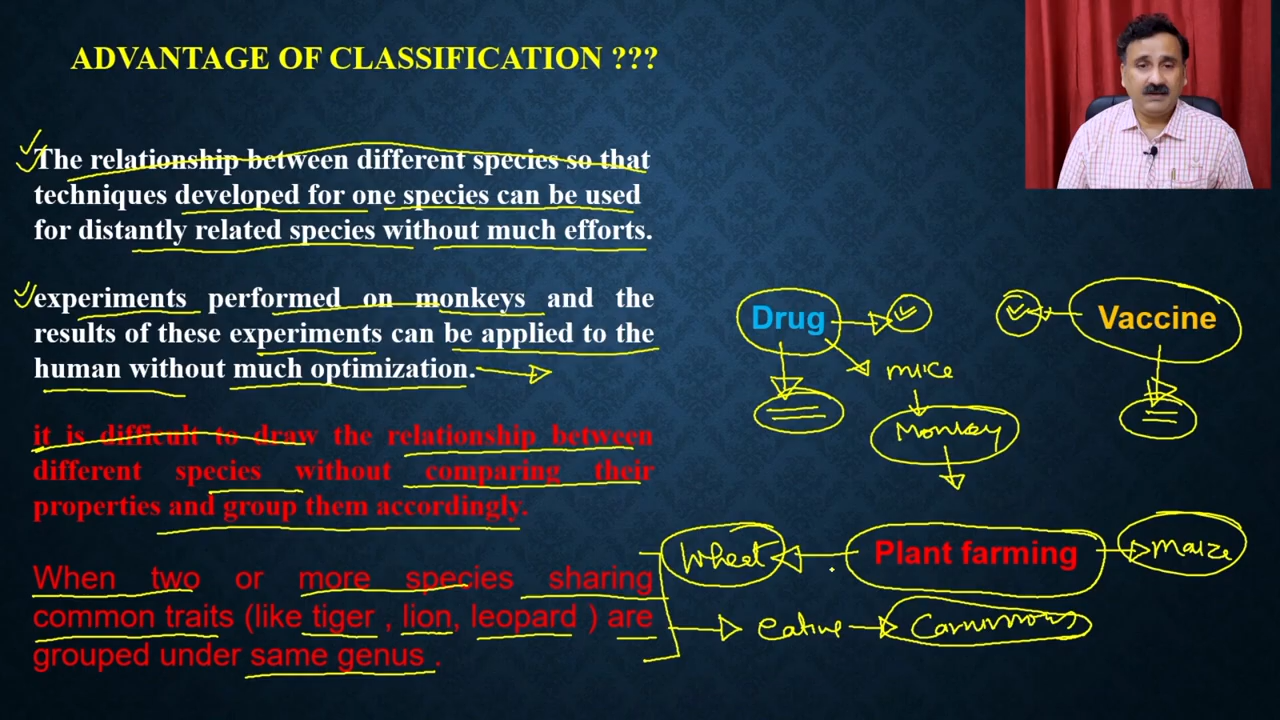 ADVANTAGE OF CLASSIFICATION ???
The relationship between different species so that
techniques developed for one species can be used
for distantly related species without much efforts.
experiments performed on monkeys and the
results of these experiments can be applied to the
human without much optimization.
it is difficult to draw the relationship between
different species without comparing their
properties and group them accordingly.
When two or more species sharing
common traits (like tiger , lion, leopard ) are
grouped under same genus .
Drug
Vaccine
mice
Monkey
Wheat
Plant farming
maize
eating